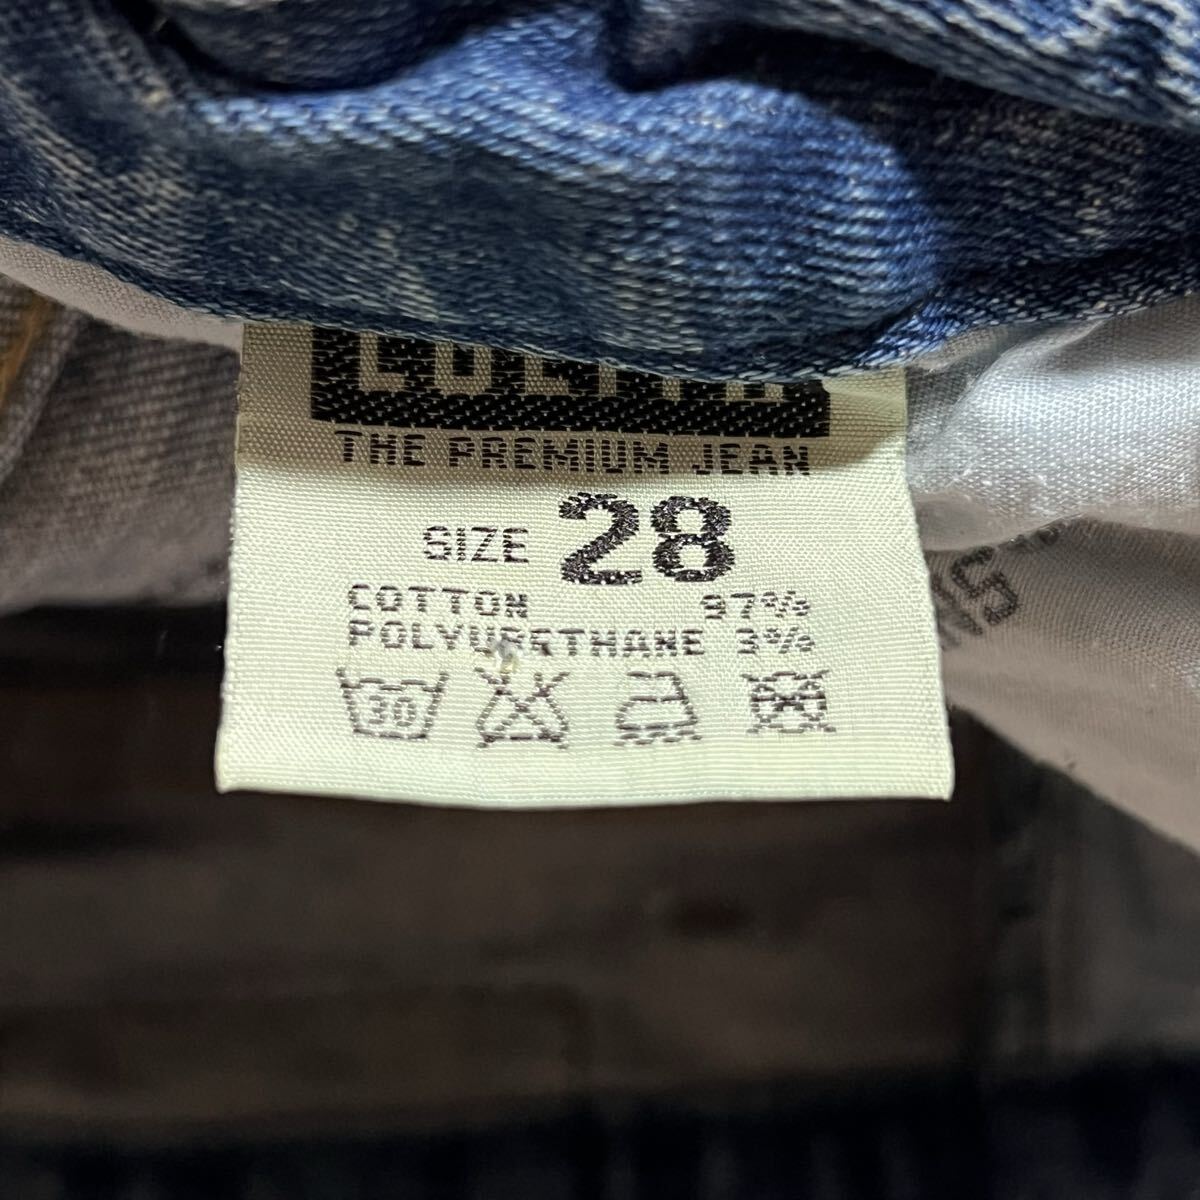 THE PREMIUM JEAN
SIZE 28
COTTON 97%
POLYURETHANE 3%
30